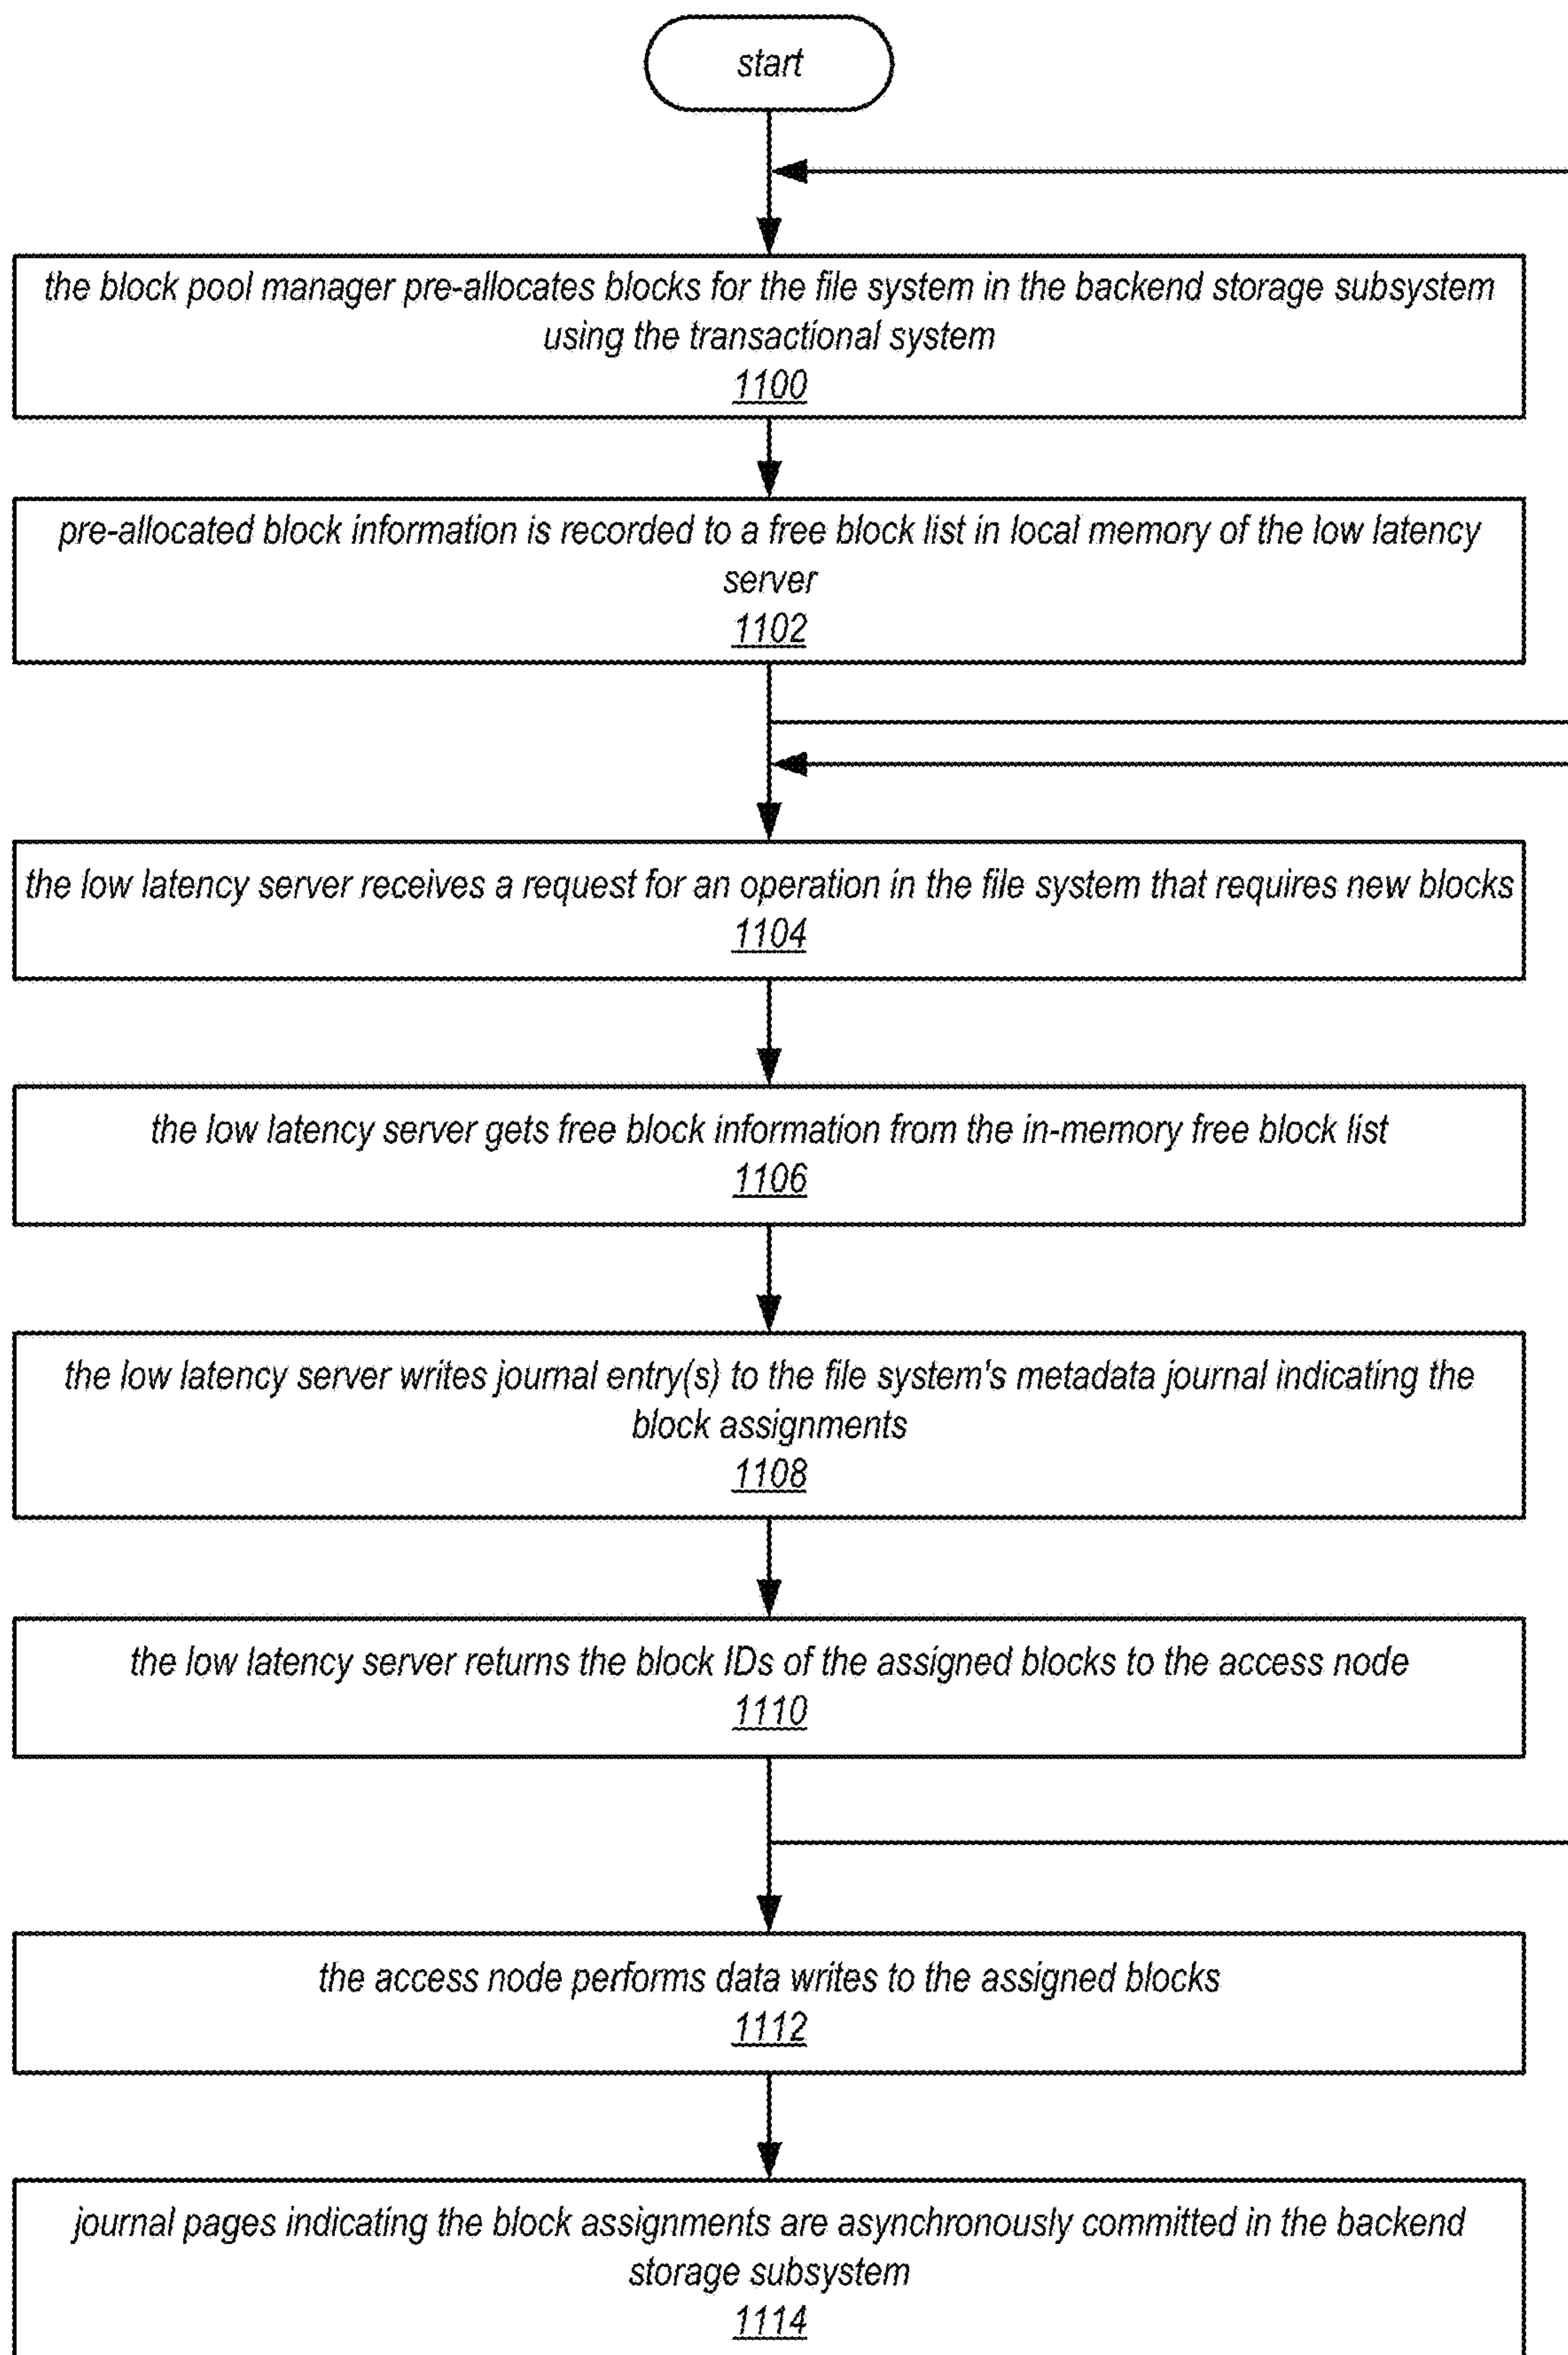 start
the block pool manager pre-allocates blocks for the file system in the backend storage subsystem
using the transactional system
1100
pre-allocated block information is recorded to a free block list in local memory of the low latency
server
1102
the low latency server receives a request for an operation in the file system that requires new blocks
1104
the low latency server gets free block information from the in-memory free block list
1106
the low latency server writes journal entry(s) to the file system's metadata journal indicating the
block assignments
1108
the low latency server returns the block IDs of the assigned blocks to the access node
1110
the access node performs data writes to the assigned blocks
1112
journal pages indicating the block assignments are asynchronously committed in the backend
storage subsystem
1114